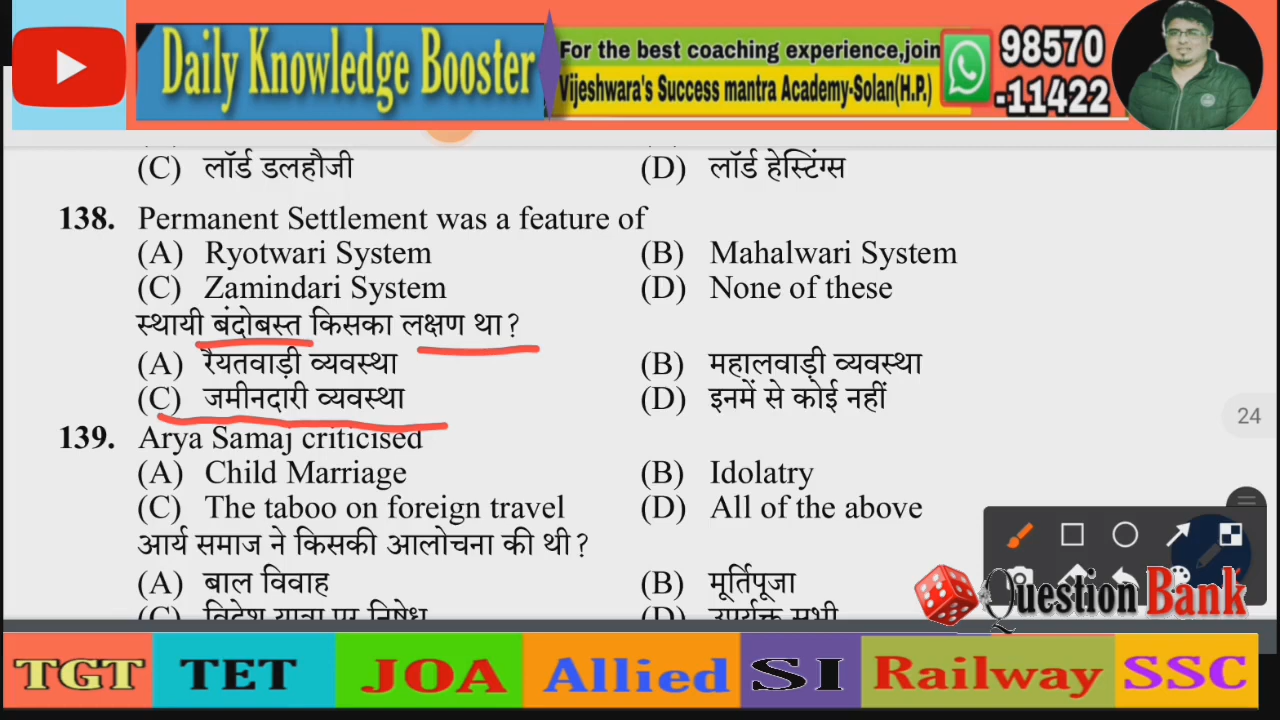 Daily Knowledge Booster
For the best coaching experience,join
Vijeshwara's Success mantra Academy-Solan(H.P.)
98570
-11422
(C) लॉर्ड डलहौजी (D) लॉर्ड हेस्टिंग्स
138. Permanent Settlement was a feature of
(A) Ryotwari System (B) Mahalwari System
(C) Zamindari System (D) None of these
स्थायी बंदोबस्त किसका लक्षण था?
(A) रैयतवाड़ी व्यवस्था (B) महालवाड़ी व्यवस्था
(C) जमीनदारी व्यवस्था (D) इनमें से कोई नहीं
24
139. Arya Samaj criticised
(A) Child Marriage (B) Idolatry
(C) The taboo on foreign travel (D) All of the above
आर्य समाज ने किसकी आलोचना की थी?
(A) बाल विवाह (B) मूर्तिपूजा
(C) विदेश यात्रा पर निषेध (D) उपर्युक्त सभी
Question Bank
TGT TET JOA Allied SI Railway SSC